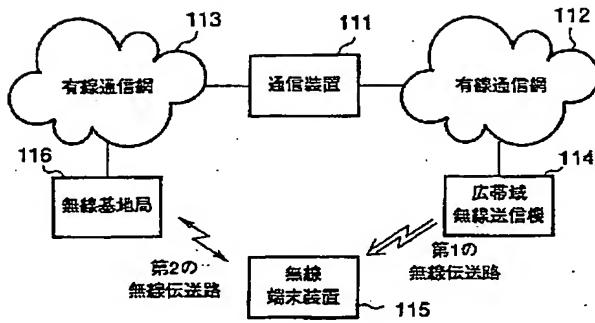 113
111
112
有線通信網
通信装置
有線通信網
116
114
無線基地局
広帯域
無線送信機
第2の
無線伝送路
第1の
無線伝送路
無線
端末装置
115